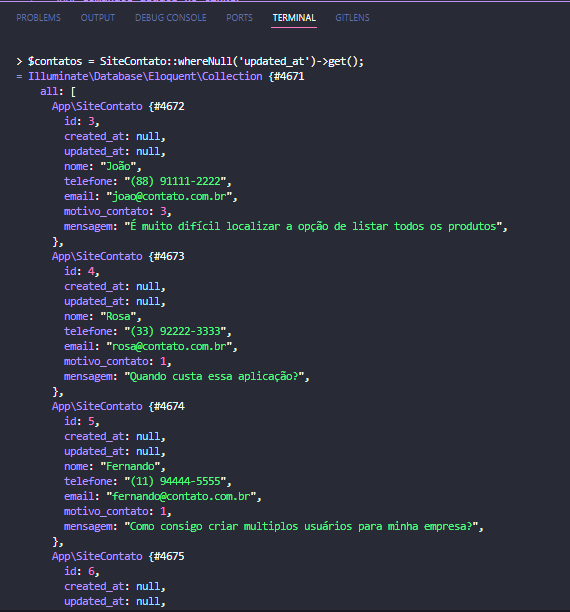 PROBLEMS OUTPUT DEBUG CONSOLE PORTS TERMINAL GITLENS
> $contatos = SiteContato::whereNull('updated_at')->get();
= Illuminate\Database\Eloquent\Collection {#4671
all: [
App\SiteContato {#4672
id: 3,
created_at: null,
updated_at: null,
nome: "João",
telefone: "(88) 91111-2222",
email: "joao@contato.com.br",
motivo_contato: 3,
mensagem: "É muito difícil localizar a opção de listar todos os produtos",
},
App\SiteContato {#4673
id: 4,
created_at: null,
updated_at: null,
nome: "Rosa",
telefone: "(33) 92222-3333",
email: "rosa@contato.com.br",
motivo_contato: 1,
mensagem: "Quando custa essa aplicação?",
},
App\SiteContato {#4674
id: 5,
created_at: null,
updated_at: null,
nome: "Fernando",
telefone: "(11) 94444-5555",
email: "fernando@contato.com.br",
motivo_contato: 1,
mensagem: "Como consigo criar multiplos usuários para minha empresa?",
},
App\SiteContato {#4675
id: 6,
created_at: null,
updated_at: null,